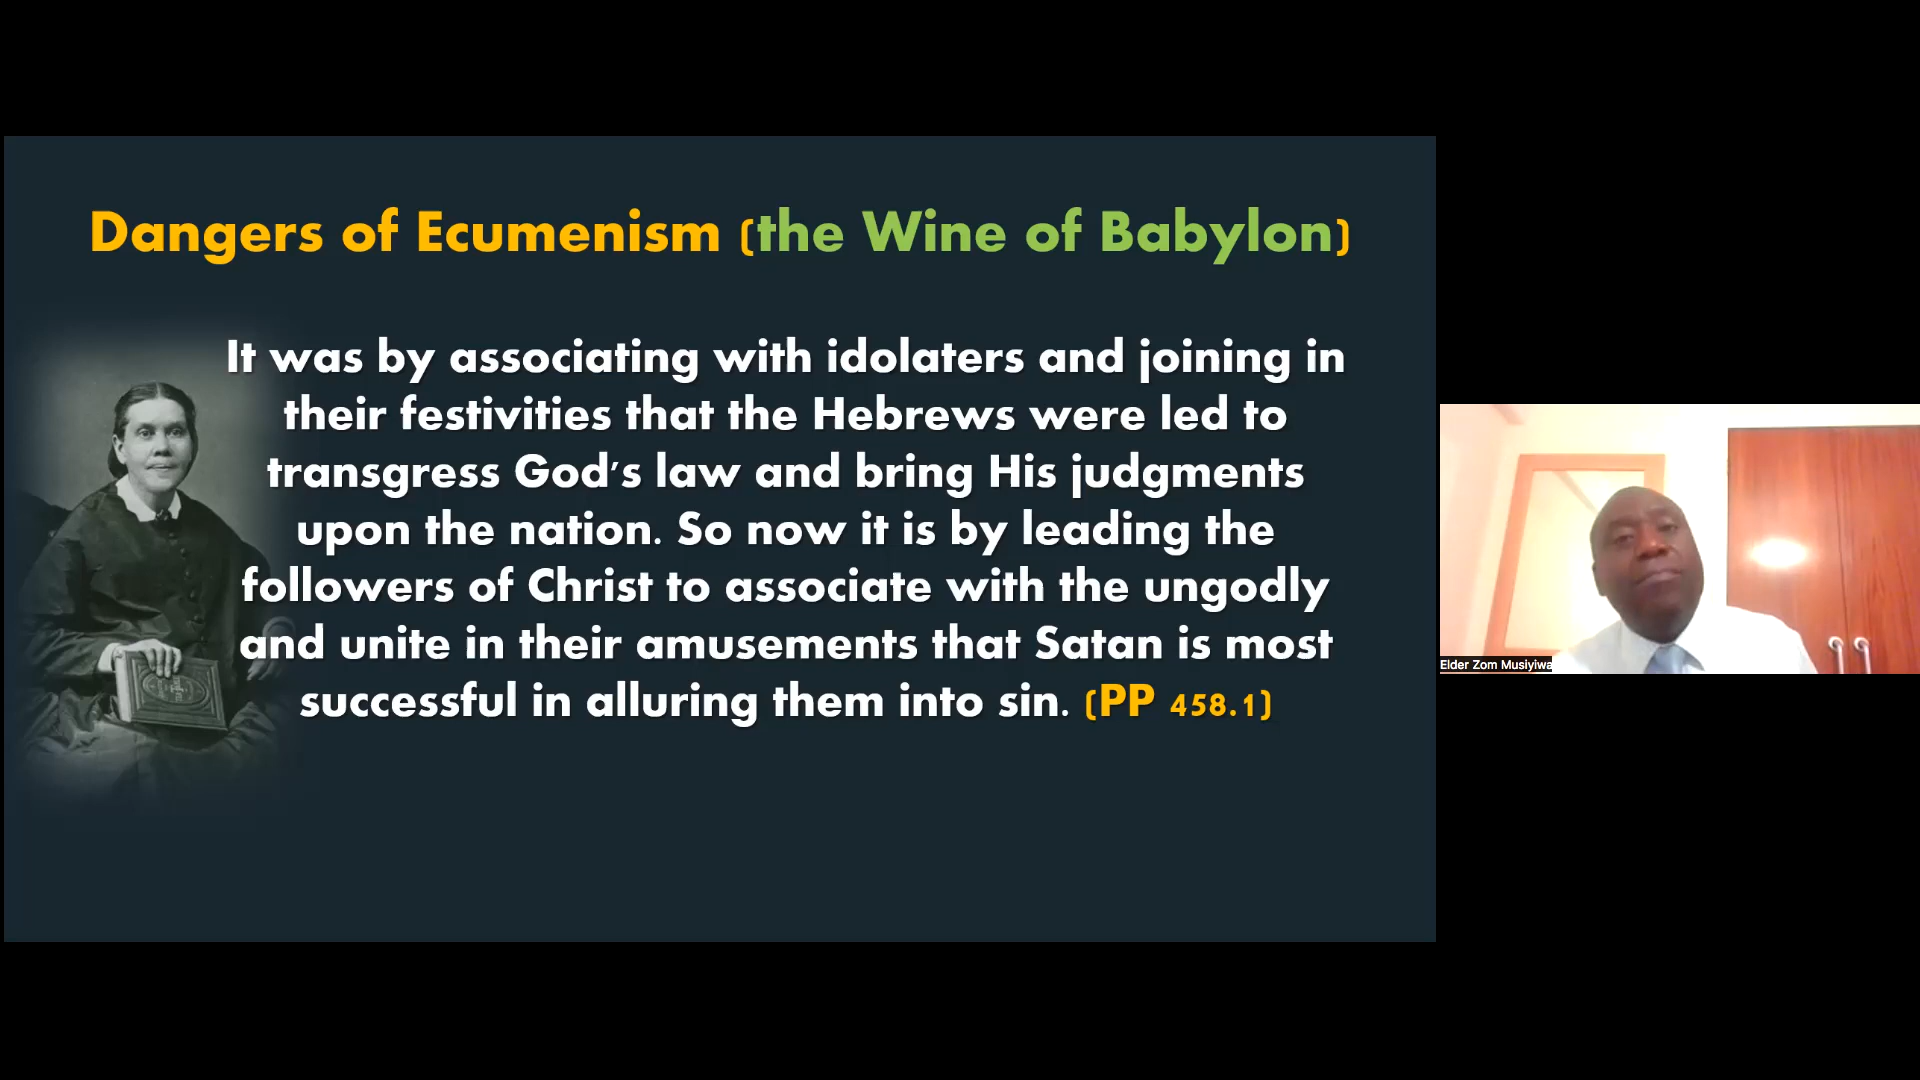 Dangers of Ecumenism (the Wine of Babylon)
It was by associating with idolaters and joining in
their festivities that the Hebrews were led to
transgress God's law and bring His judgments
upon the nation. So now it is by leading the
followers of Christ to associate with the ungodly
and unite in their amusements that Satan is most
successful in alluring them into sin. (PP 458.1)
Elder Zom Musiyiwa